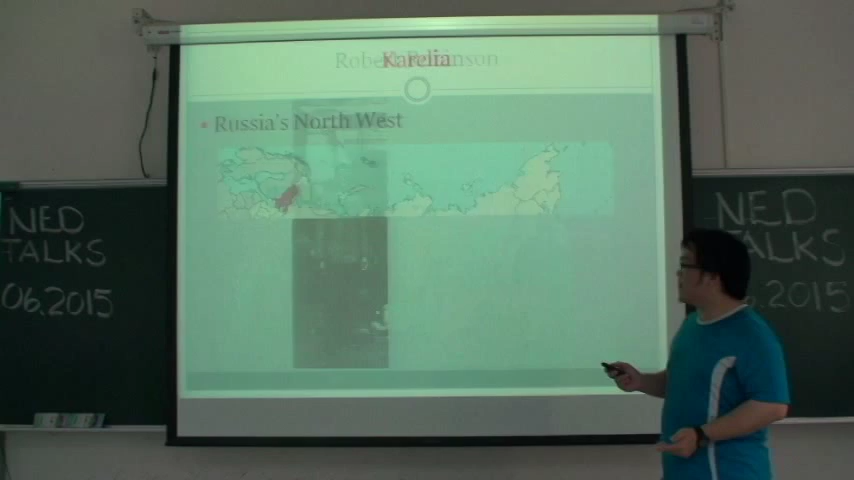 Karelia
• Russia's North West
NED
TALKS
06.2015
NED
TALKS
.2015